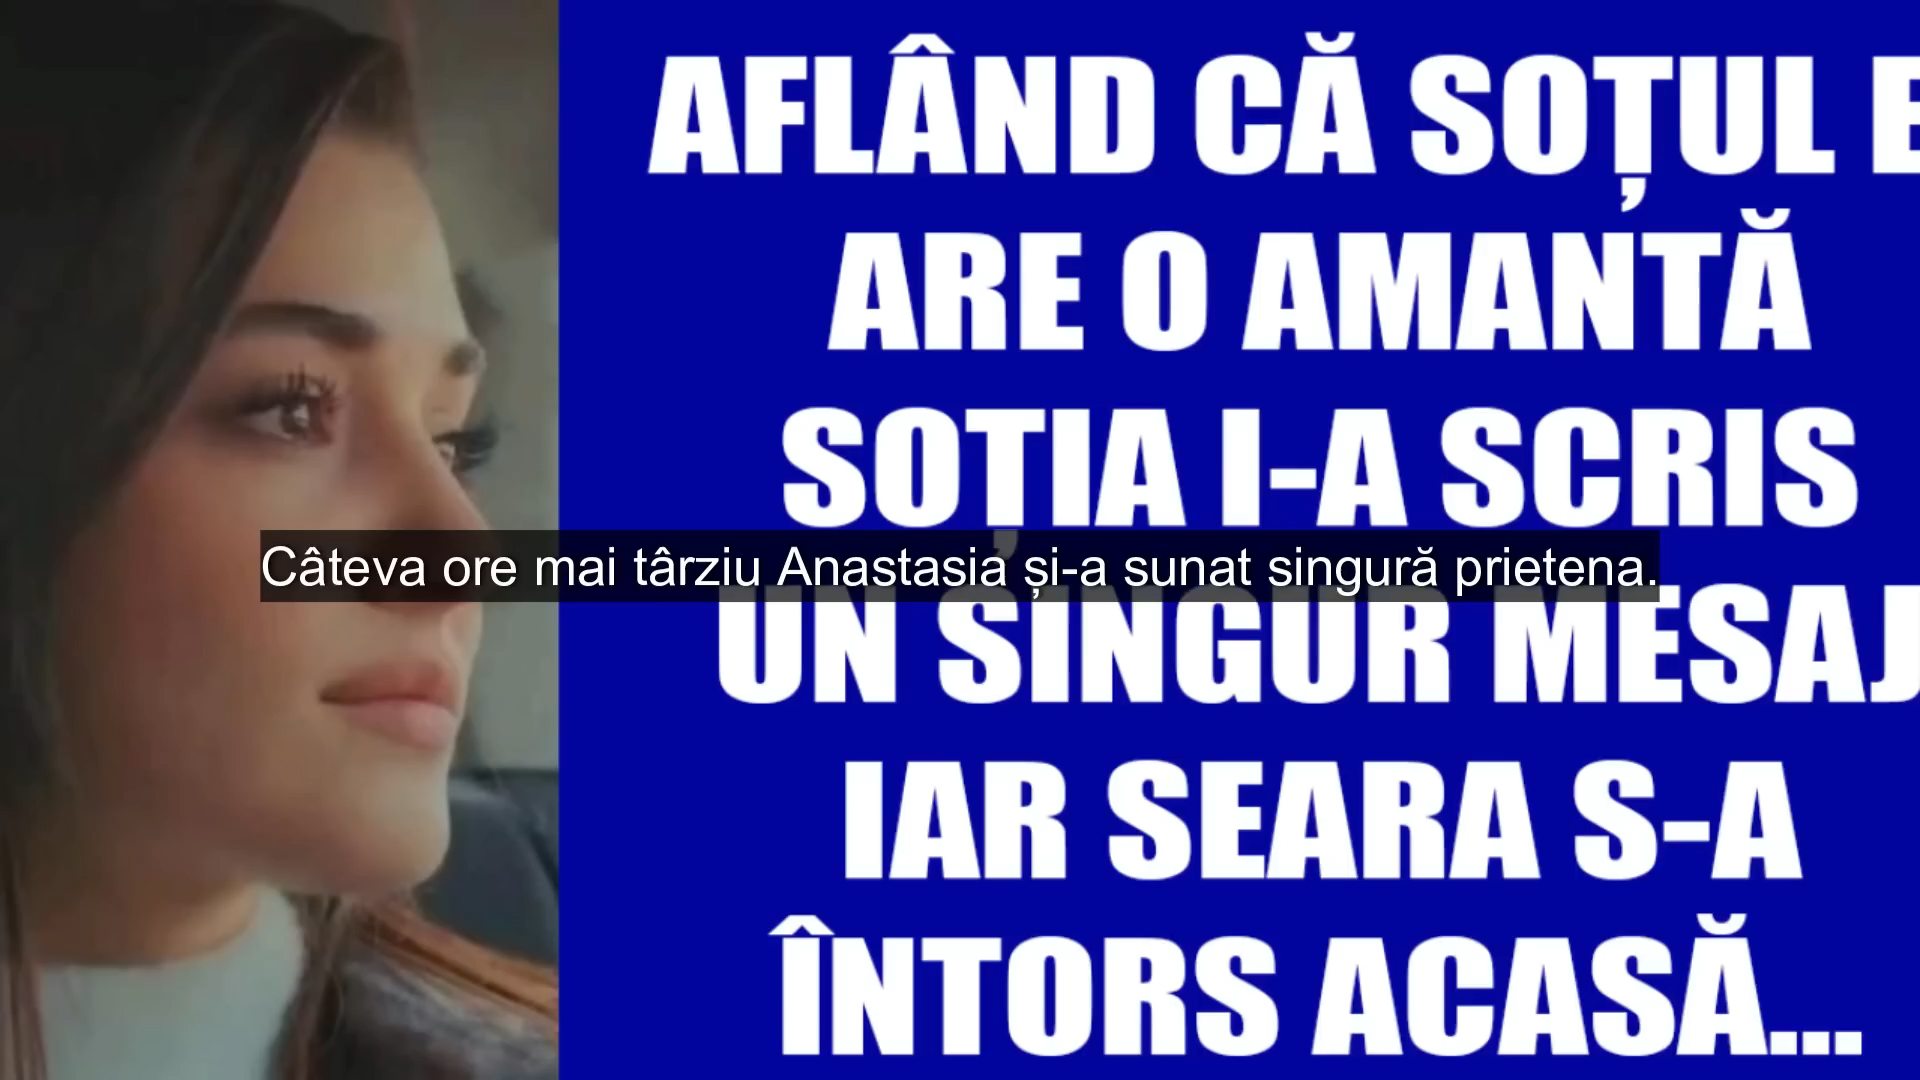 AFLÂND CĂ SOȚUL E
ARE O AMANTĂ
SOȚIA I-A SCRIS
Câteva ore mai târziu Anastasia și-a sunat singură prietena.
UN SINGUR MESAJ
IAR SEARA S-A
ÎNTORS ACASĂ...